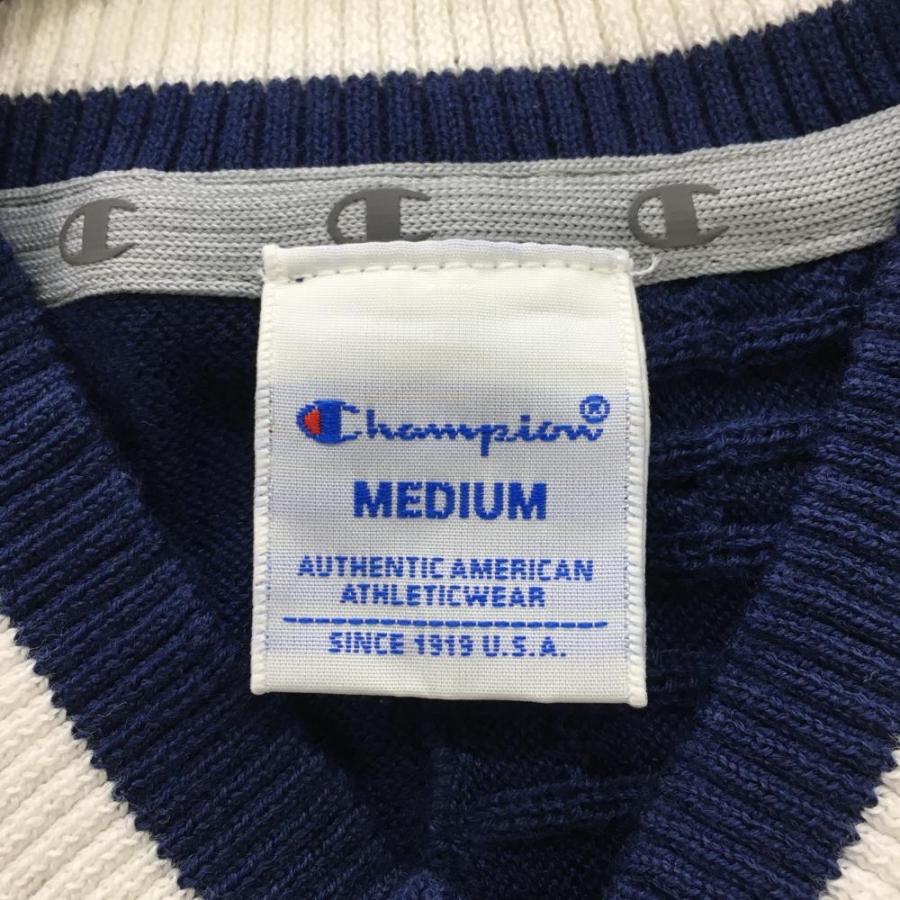 Champion®
MEDIUM
AUTHENTIC AMERICAN
ATHLETICWEAR
SINCE 1919 U.S.A.